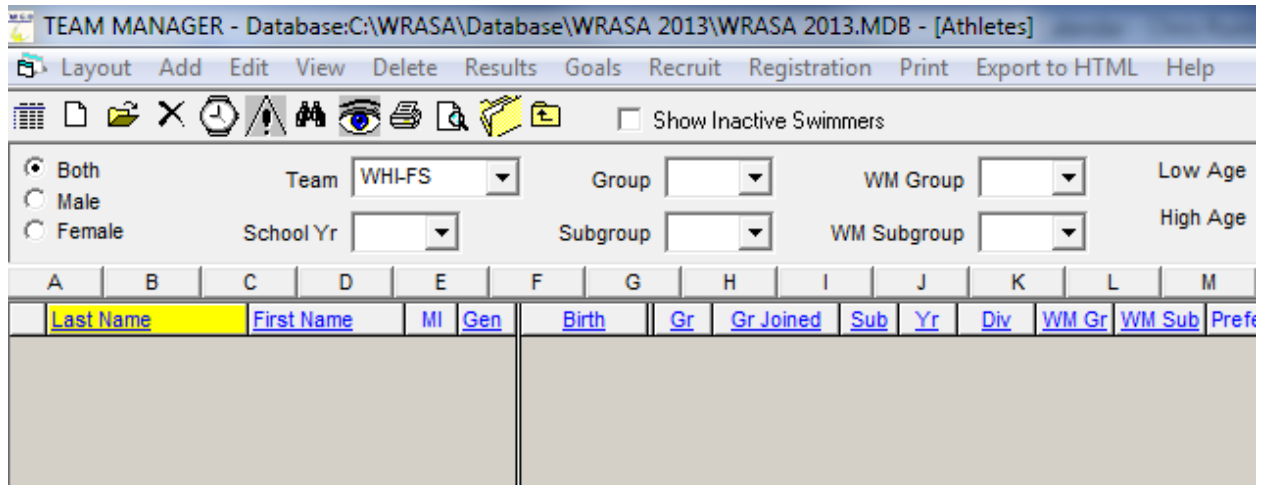 TEAM MANAGER - Database:C:\WRASA\Database\WRASA 2013\WRASA 2013.MDB - [Athletes]
Layout Add Edit View Delete Results Goals Recruit Registration Print Export to HTML Help
Show Inactive Swimmers
Both Team WHI-FS Group WM Group Low Age
Male
Female School Yr Subgroup WM Subgroup High Age
A B C D E F G H I J K L M
Last Name First Name MI Gen Birth Gr Gr Joined Sub Yr Div WM Gr WM Sub Prefe